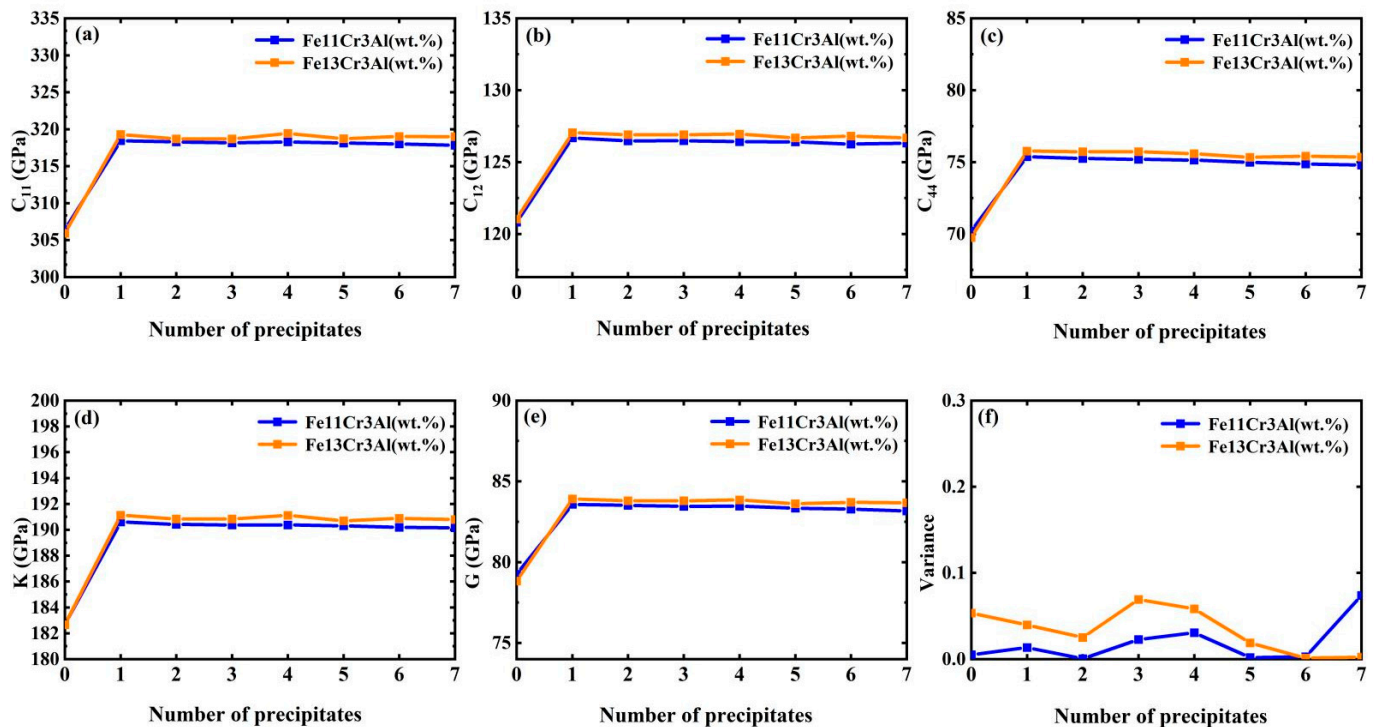 (a)
Fe11Cr3Al(wt.%)
Fe13Cr3Al(wt.%)
C₁₁ (GPa)
335
330
325
320
315
310
305
300
0 1 2 3 4 5 6 7
Number of precipitates
(b)
Fe11Cr3Al(wt.%)
Fe13Cr3Al(wt.%)
C₁₂ (GPa)
135
130
125
120
0 1 2 3 4 5 6 7
Number of precipitates
(c)
Fe11Cr3Al(wt.%)
Fe13Cr3Al(wt.%)
C₄₄ (GPa)
85
80
75
70
0 1 2 3 4 5 6 7
Number of precipitates
(d)
Fe11Cr3Al(wt.%)
Fe13Cr3Al(wt.%)
K (GPa)
200
198
196
194
192
190
188
186
184
182
180
0 1 2 3 4 5 6 7
Number of precipitates
(e)
Fe11Cr3Al(wt.%)
Fe13Cr3Al(wt.%)
G (GPa)
90
85
80
75
0 1 2 3 4 5 6 7
Number of precipitates
(f)
Fe11Cr3Al(wt.%)
Fe13Cr3Al(wt.%)
Variance
0.3
0.2
0.1
0.0
0 1 2 3 4 5 6 7
Number of precipitates